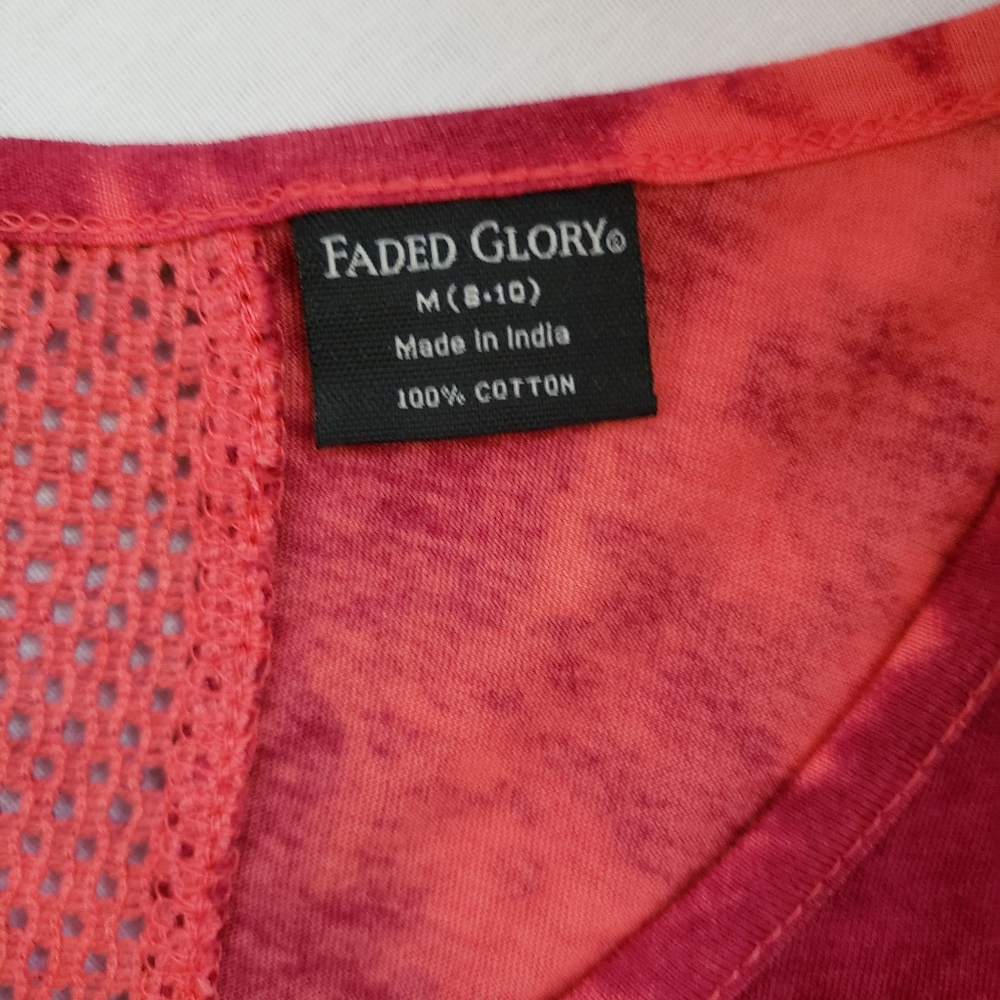 FADED GLORY®
M (8-10)
Made in India
100% COTTON